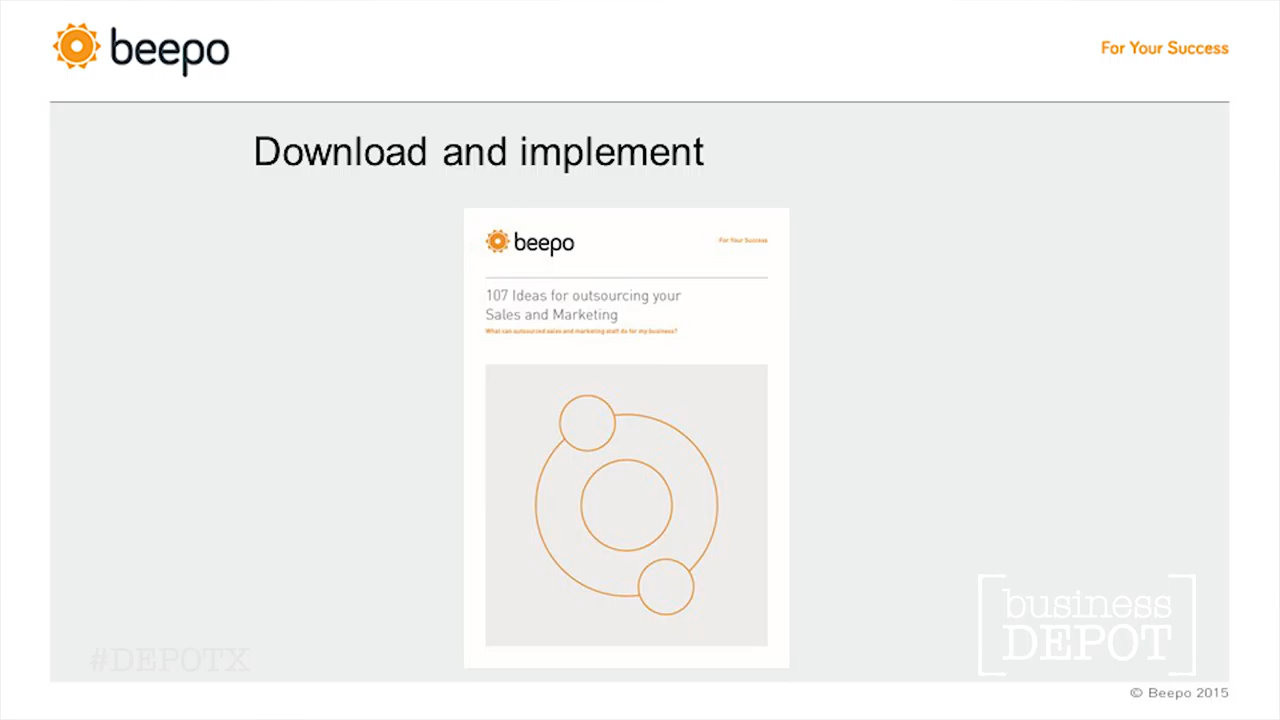 beepo
For Your Success
Download and implement
beepo
For Your Success
107 Ideas for outsourcing your
Sales and Marketing
What can outsourced sales and marketing staff do for my business?
#DEPOTX
business
DEPOT
© Beepo 2015